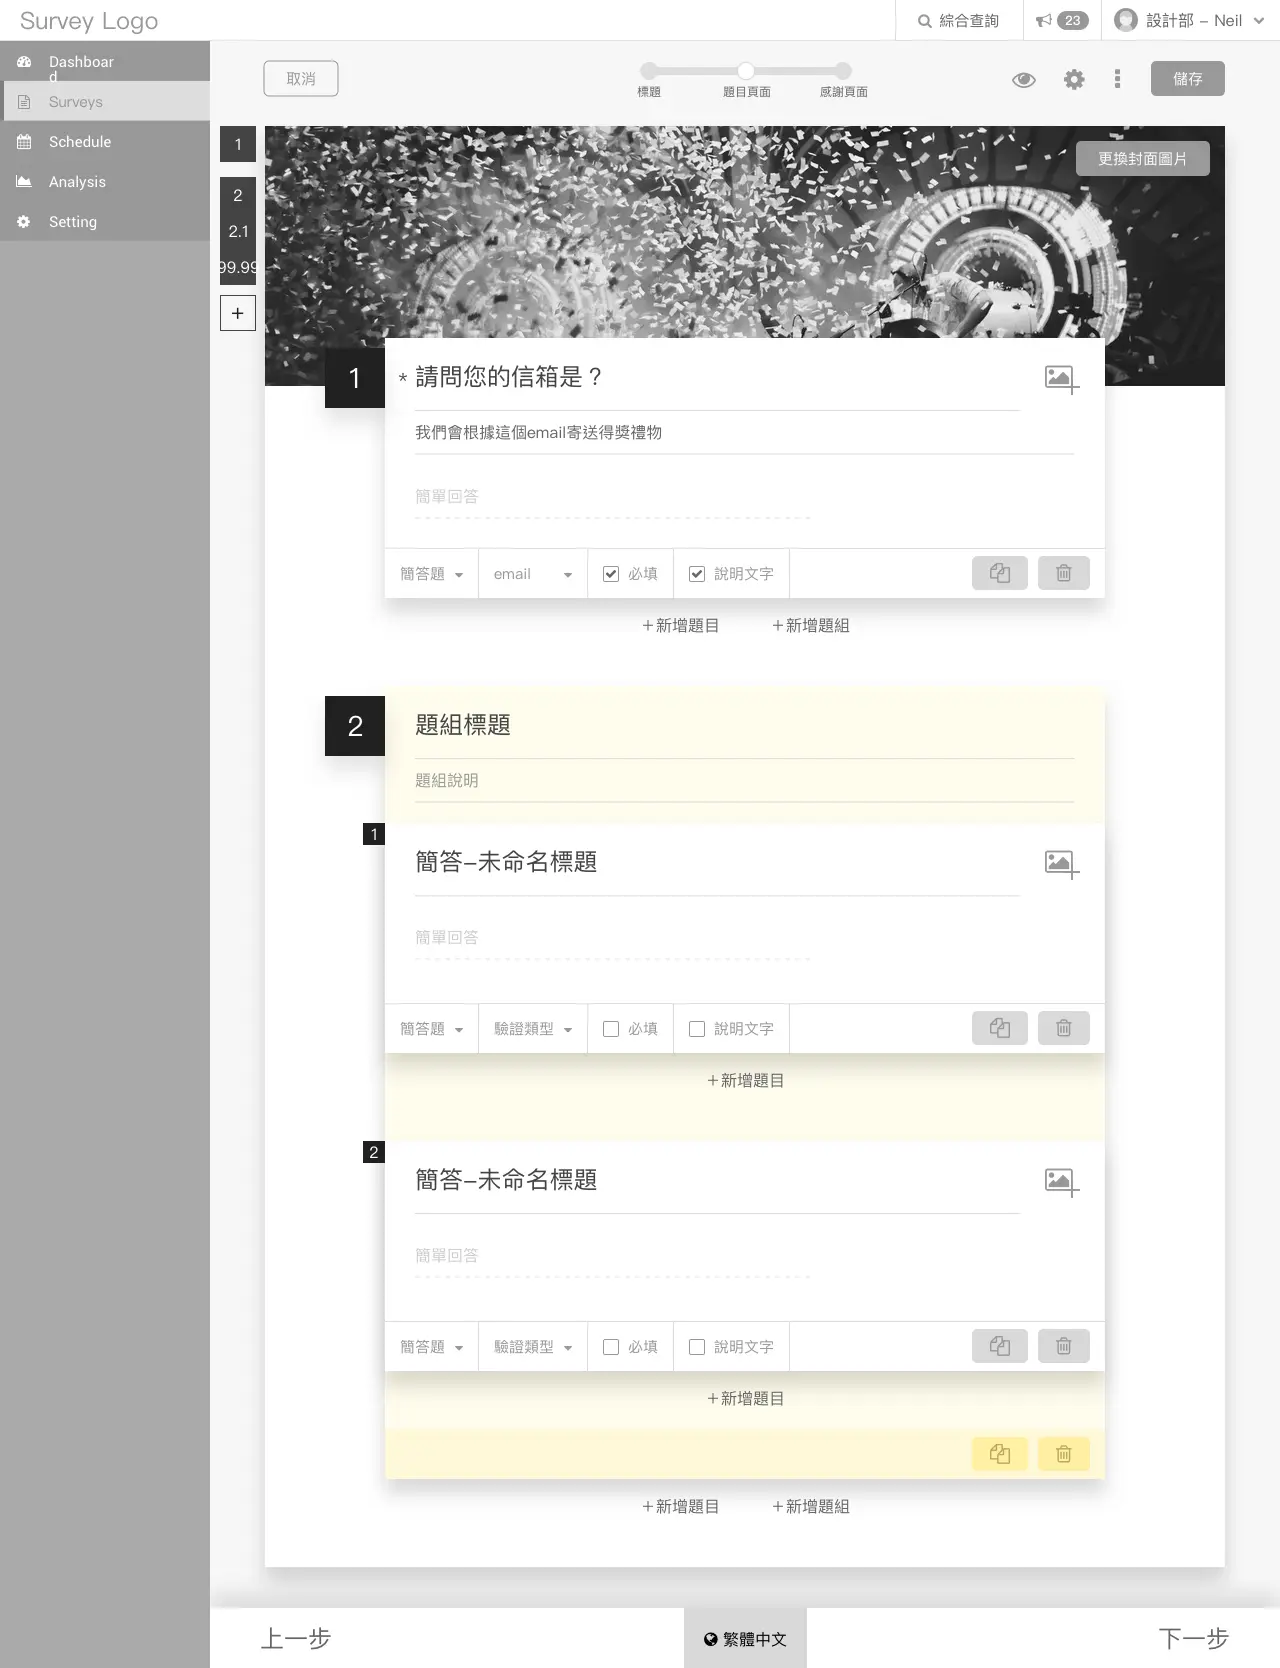 Survey Logo
綜合查詢
23
設計部 – Neil
Dashboar
d
Surveys
Schedule
Analysis
Setting
取消
標題
題目頁面
感謝頁面
儲存
1
2
2.1
99.99
+
更換封面圖片
1
* 請問您的信箱是？
我們會根據這個email寄送得獎禮物
簡單回答
簡答題
email
必填
說明文字
＋新增題目
＋新增題組
2
題組標題
題組說明
1
簡答–未命名標題
簡單回答
簡答題
驗證類型
必填
說明文字
＋新增題目
2
簡答–未命名標題
簡單回答
簡答題
驗證類型
必填
說明文字
＋新增題目
＋新增題目
＋新增題組
上一步
繁體中文
下一步